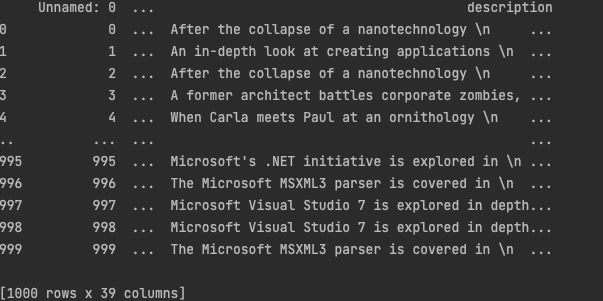 Unnamed: 0 ... description
0 0 ... After the collapse of a nanotechnology \n ...
1 1 ... An in-depth look at creating applications \n ...
2 2 ... After the collapse of a nanotechnology \n ...
3 3 ... A former architect battles corporate zombies, ...
4 4 ... When Carla meets Paul at an ornithology \n ...
.. ... ... ...
995 995 ... Microsoft's .NET initiative is explored in \n ...
996 996 ... The Microsoft MSXML3 parser is covered in \n ...
997 997 ... Microsoft Visual Studio 7 is explored in depth...
998 998 ... Microsoft Visual Studio 7 is explored in depth...
999 999 ... The Microsoft MSXML3 parser is covered in \n ...
[1000 rows x 39 columns]